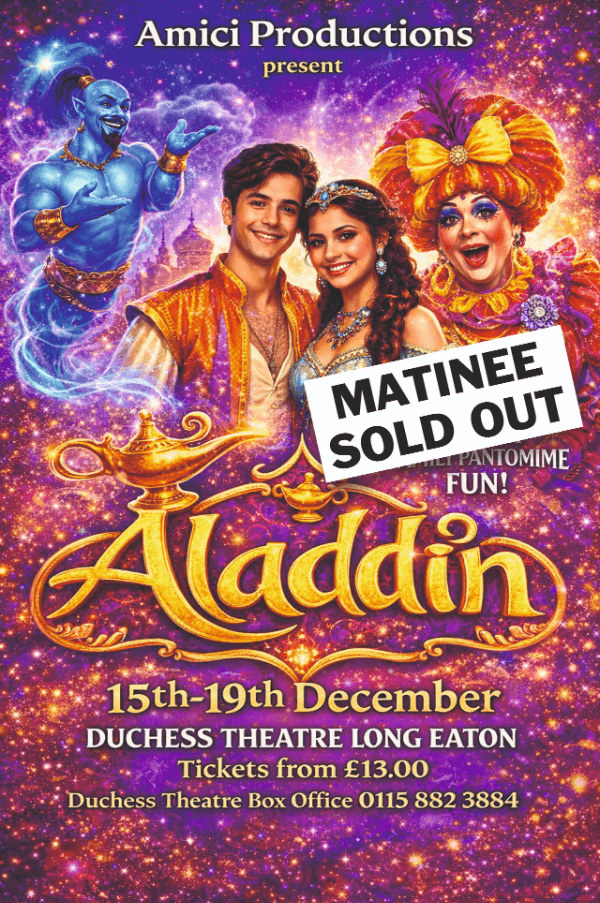 Amici Productions
present
MATINEE
SOLD OUT
PANTOMIME
FUN!
Aladdin
15th-19th December
DUCHESS THEATRE LONG EATON
Tickets from £13.00
Duchess Theatre Box Office 0115 882 3884